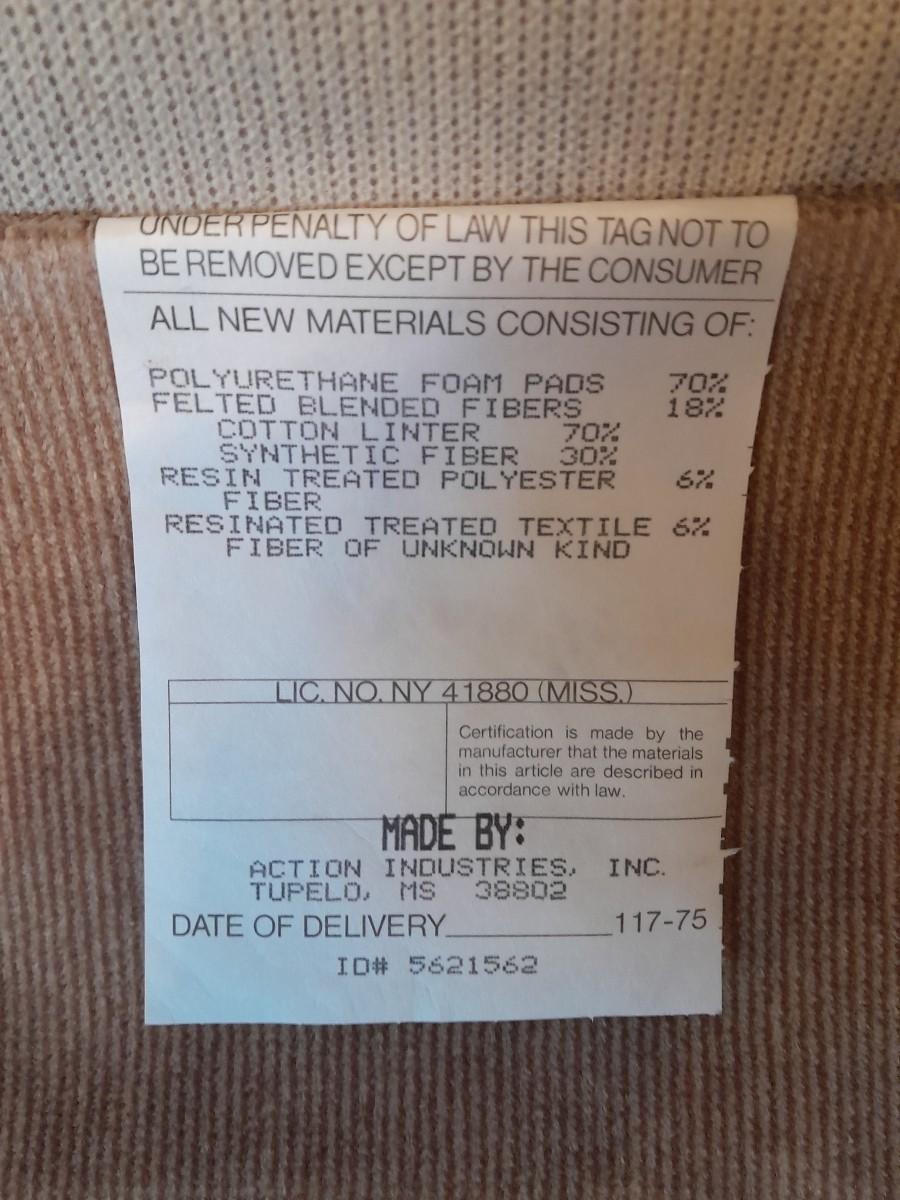 UNDER PENALTY OF LAW THIS TAG NOT TO
BE REMOVED EXCEPT BY THE CONSUMER
ALL NEW MATERIALS CONSISTING OF:
POLYURETHANE FOAM PADS 70%
FELTED BLENDED FIBERS 18%
COTTON LINTER 70%
SYNTHETIC FIBER 30%
RESIN TREATED POLYESTER 6%
FIBER
RESINATED TREATED TEXTILE 6%
FIBER OF UNKNOWN KIND
LIC. NO. NY 41880 (MISS.)
Certification is made by the
manufacturer that the materials
in this article are described in
accordance with law.
MADE BY:
ACTION INDUSTRIES, INC.
TUPELO, MS 38802
DATE OF DELIVERY____________117-75
ID# 5621562